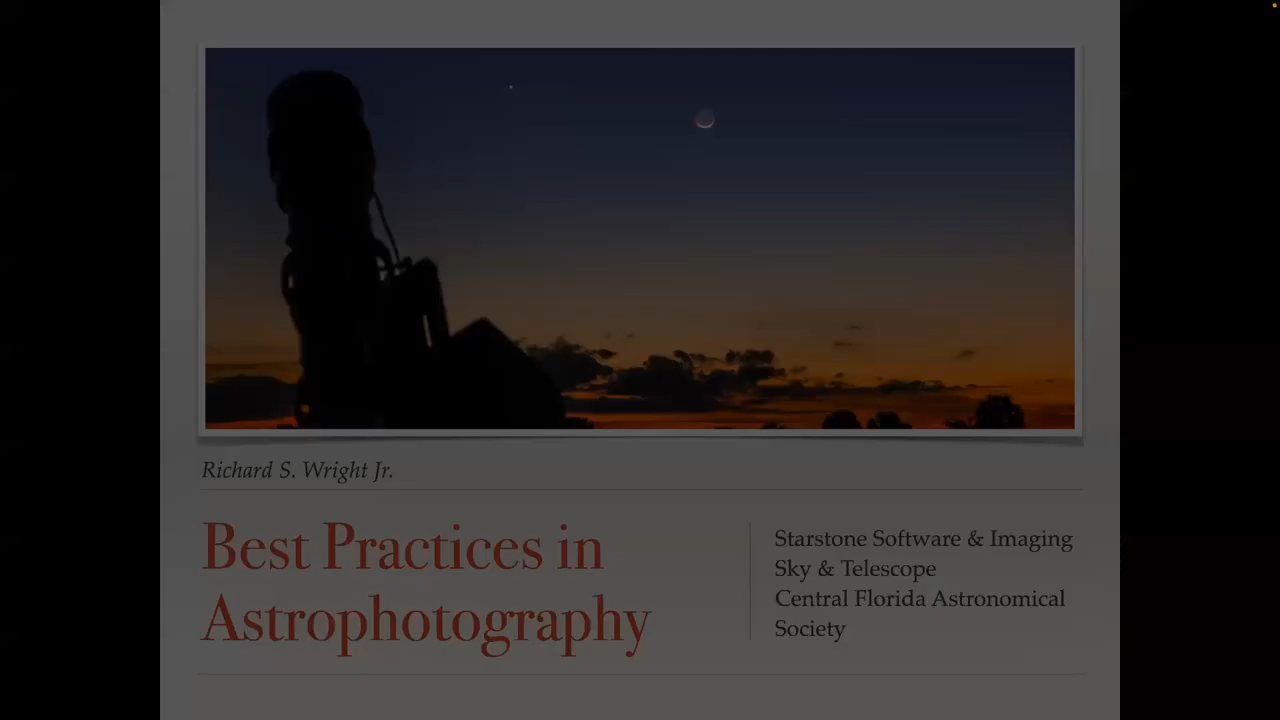 Richard S. Wright Jr.
Best Practices in
Astrophotography
Starstone Software & Imaging
Sky & Telescope
Central Florida Astronomical
Society